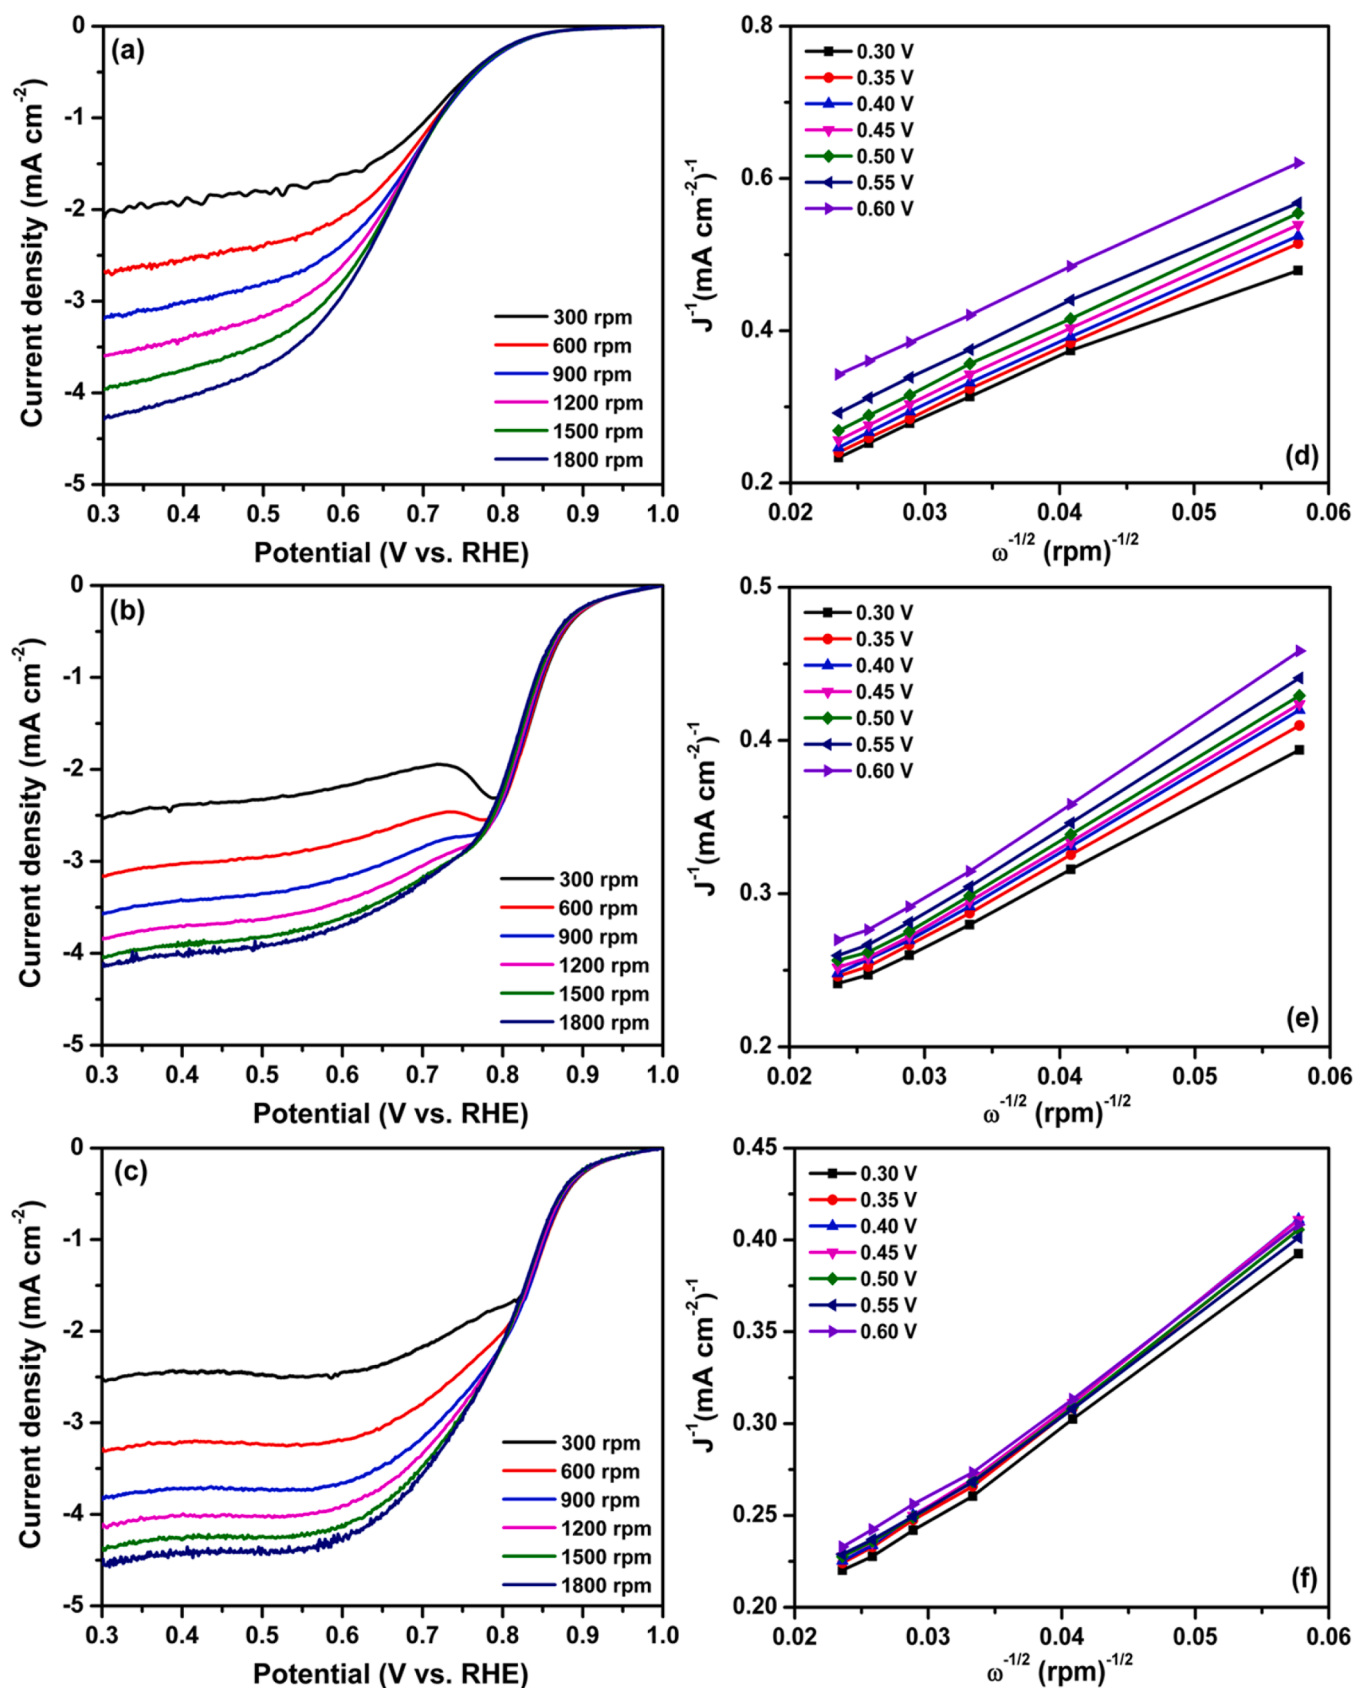 (a)
0
-1
-2
-3
-4
-5
Current density (mA cm-2)
300 rpm
600 rpm
900 rpm
1200 rpm
1500 rpm
1800 rpm
0.3 0.4 0.5 0.6 0.7 0.8 0.9 1.0
Potential (V vs. RHE)
0.8
0.6
0.4
0.2
J-1(mA cm-2)-1
0.30 V
0.35 V
0.40 V
0.45 V
0.50 V
0.55 V
0.60 V
(d)
0.02 0.03 0.04 0.05 0.06
ω-1/2 (rpm)-1/2
(b)
0
-1
-2
-3
-4
-5
Current density (mA cm-2)
300 rpm
600 rpm
900 rpm
1200 rpm
1500 rpm
1800 rpm
0.3 0.4 0.5 0.6 0.7 0.8 0.9 1.0
Potential (V vs. RHE)
0.5
0.4
0.3
0.2
J-1(mA cm-2)-1
0.30 V
0.35 V
0.40 V
0.45 V
0.50 V
0.55 V
0.60 V
(e)
0.02 0.03 0.04 0.05 0.06
ω-1/2 (rpm)-1/2
(c)
0
-1
-2
-3
-4
-5
Current density (mA cm-2)
300 rpm
600 rpm
900 rpm
1200 rpm
1500 rpm
1800 rpm
0.3 0.4 0.5 0.6 0.7 0.8 0.9 1.0
Potential (V vs. RHE)
0.45
0.40
0.35
0.30
0.25
0.20
J-1(mA cm-2)-1
0.30 V
0.35 V
0.40 V
0.45 V
0.50 V
0.55 V
0.60 V
(f)
0.02 0.03 0.04 0.05 0.06
ω-1/2 (rpm)-1/2